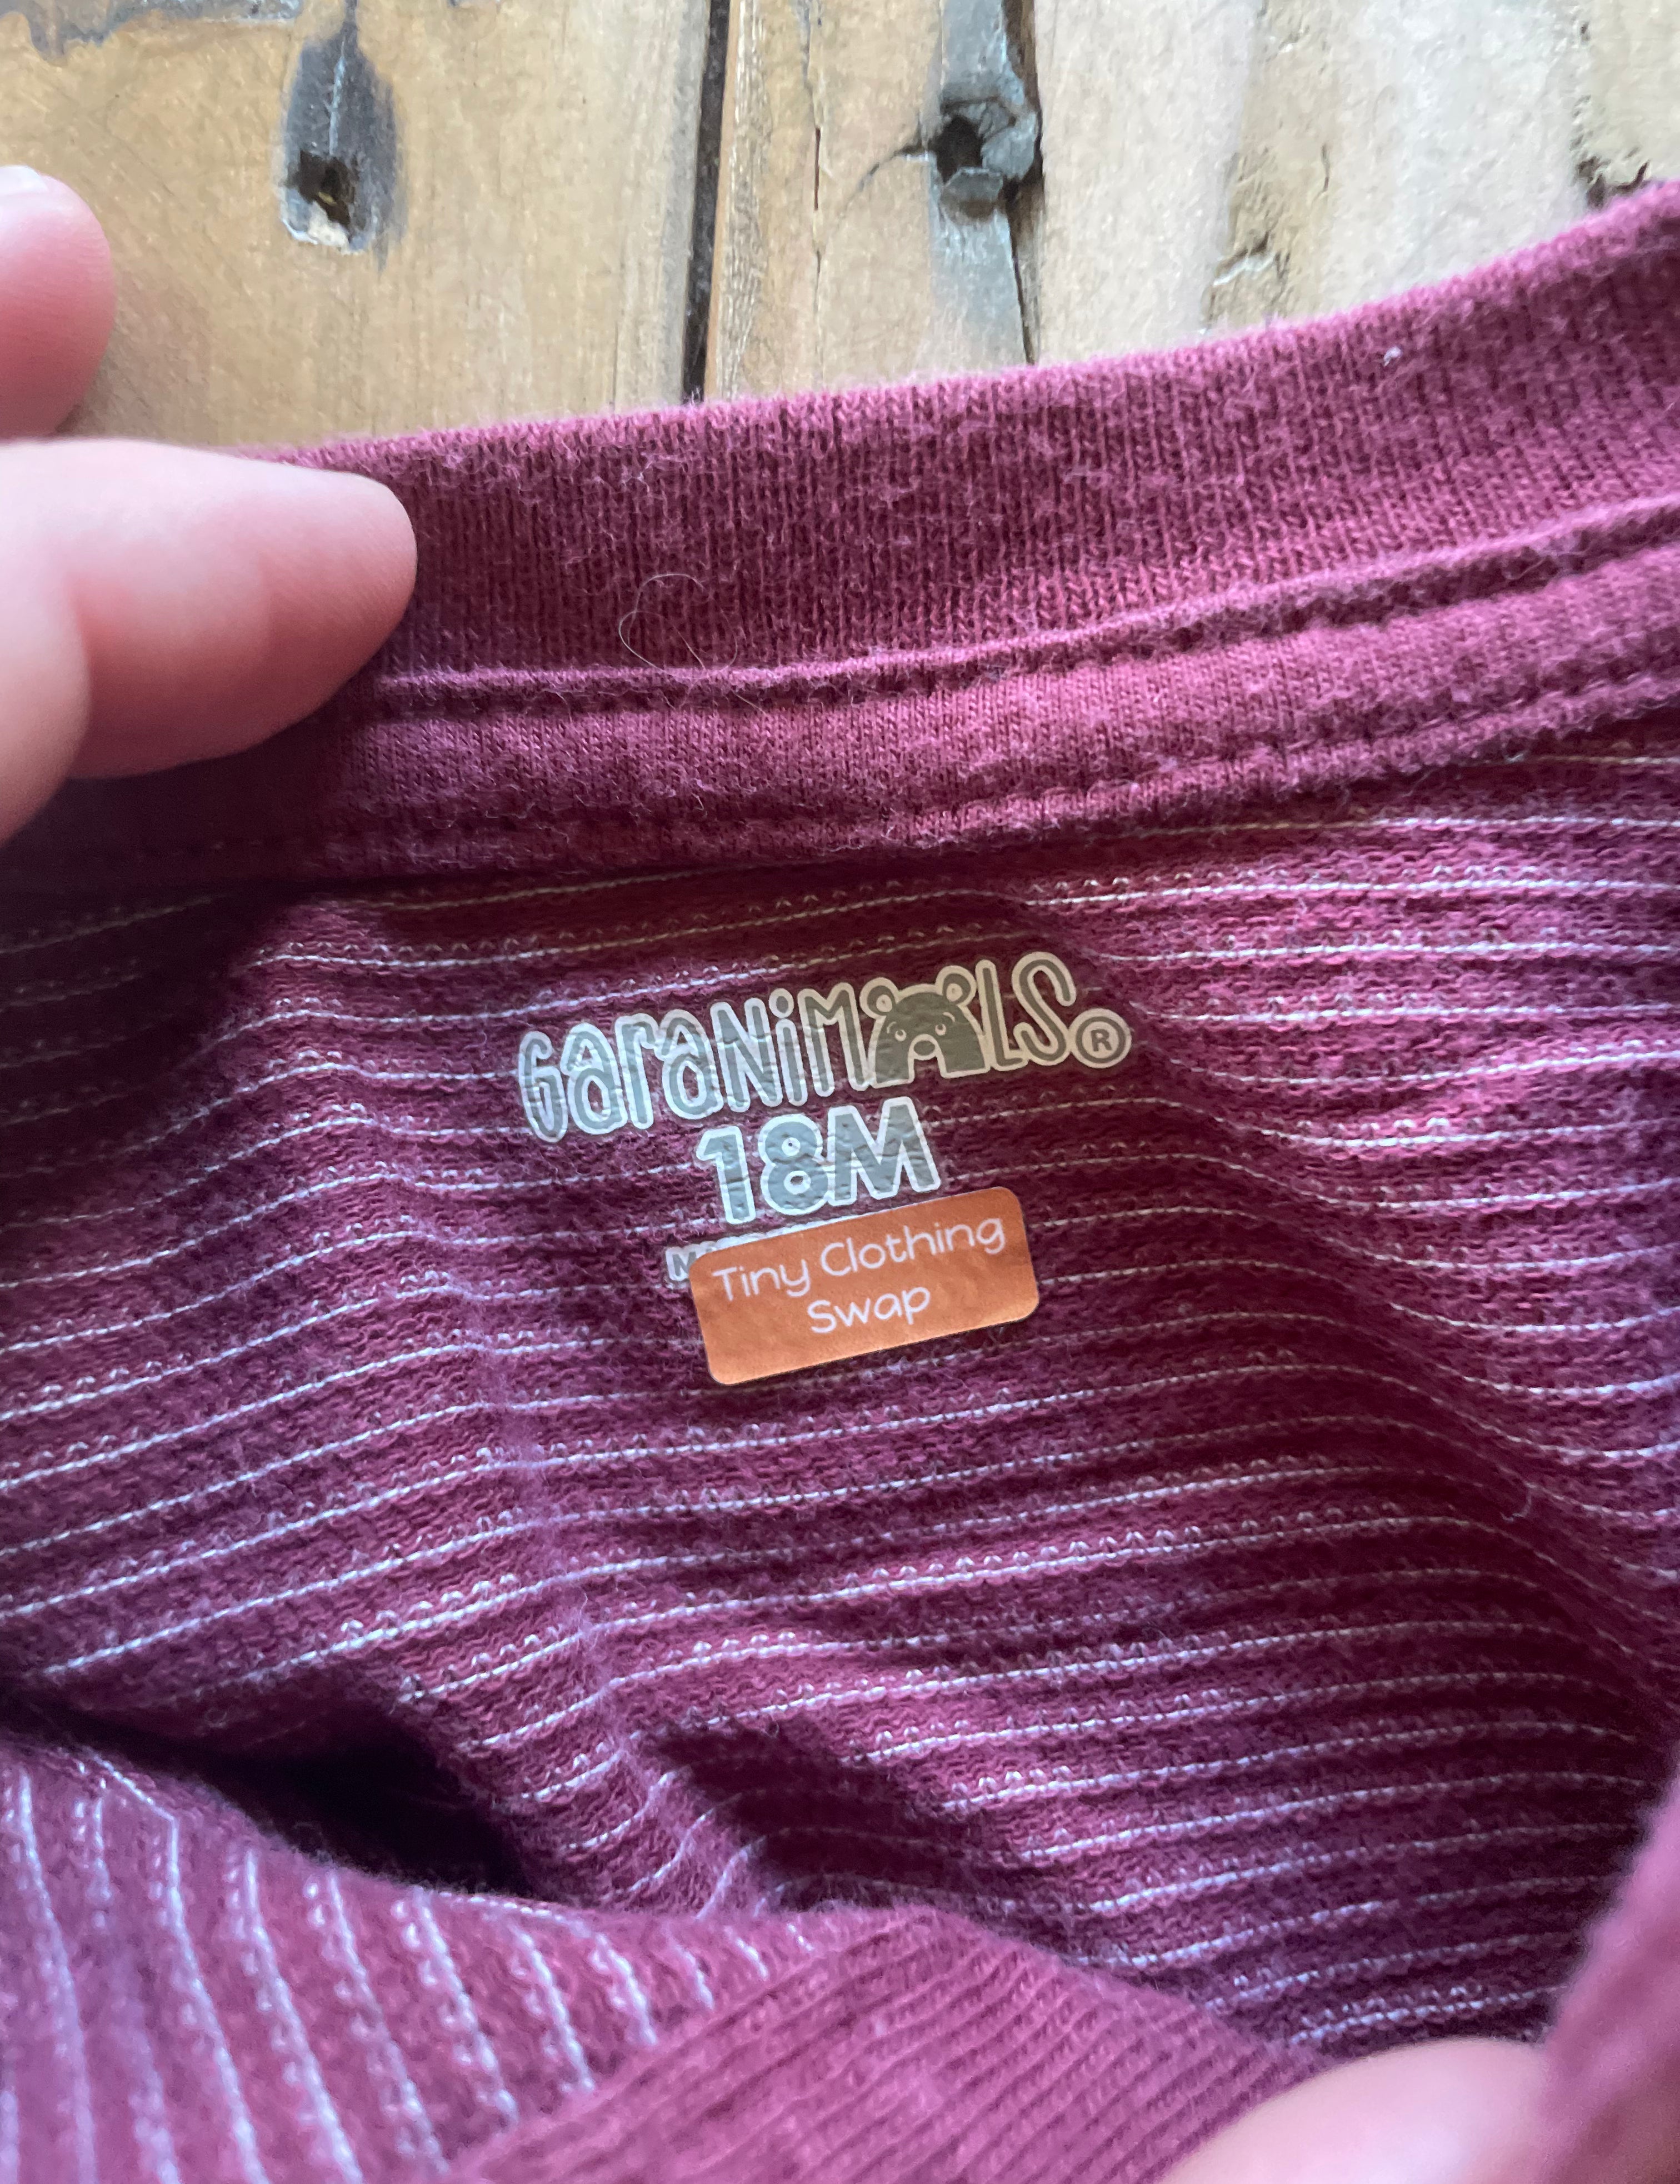 GaraNiMALS®
18M
Tiny Clothing
Swap